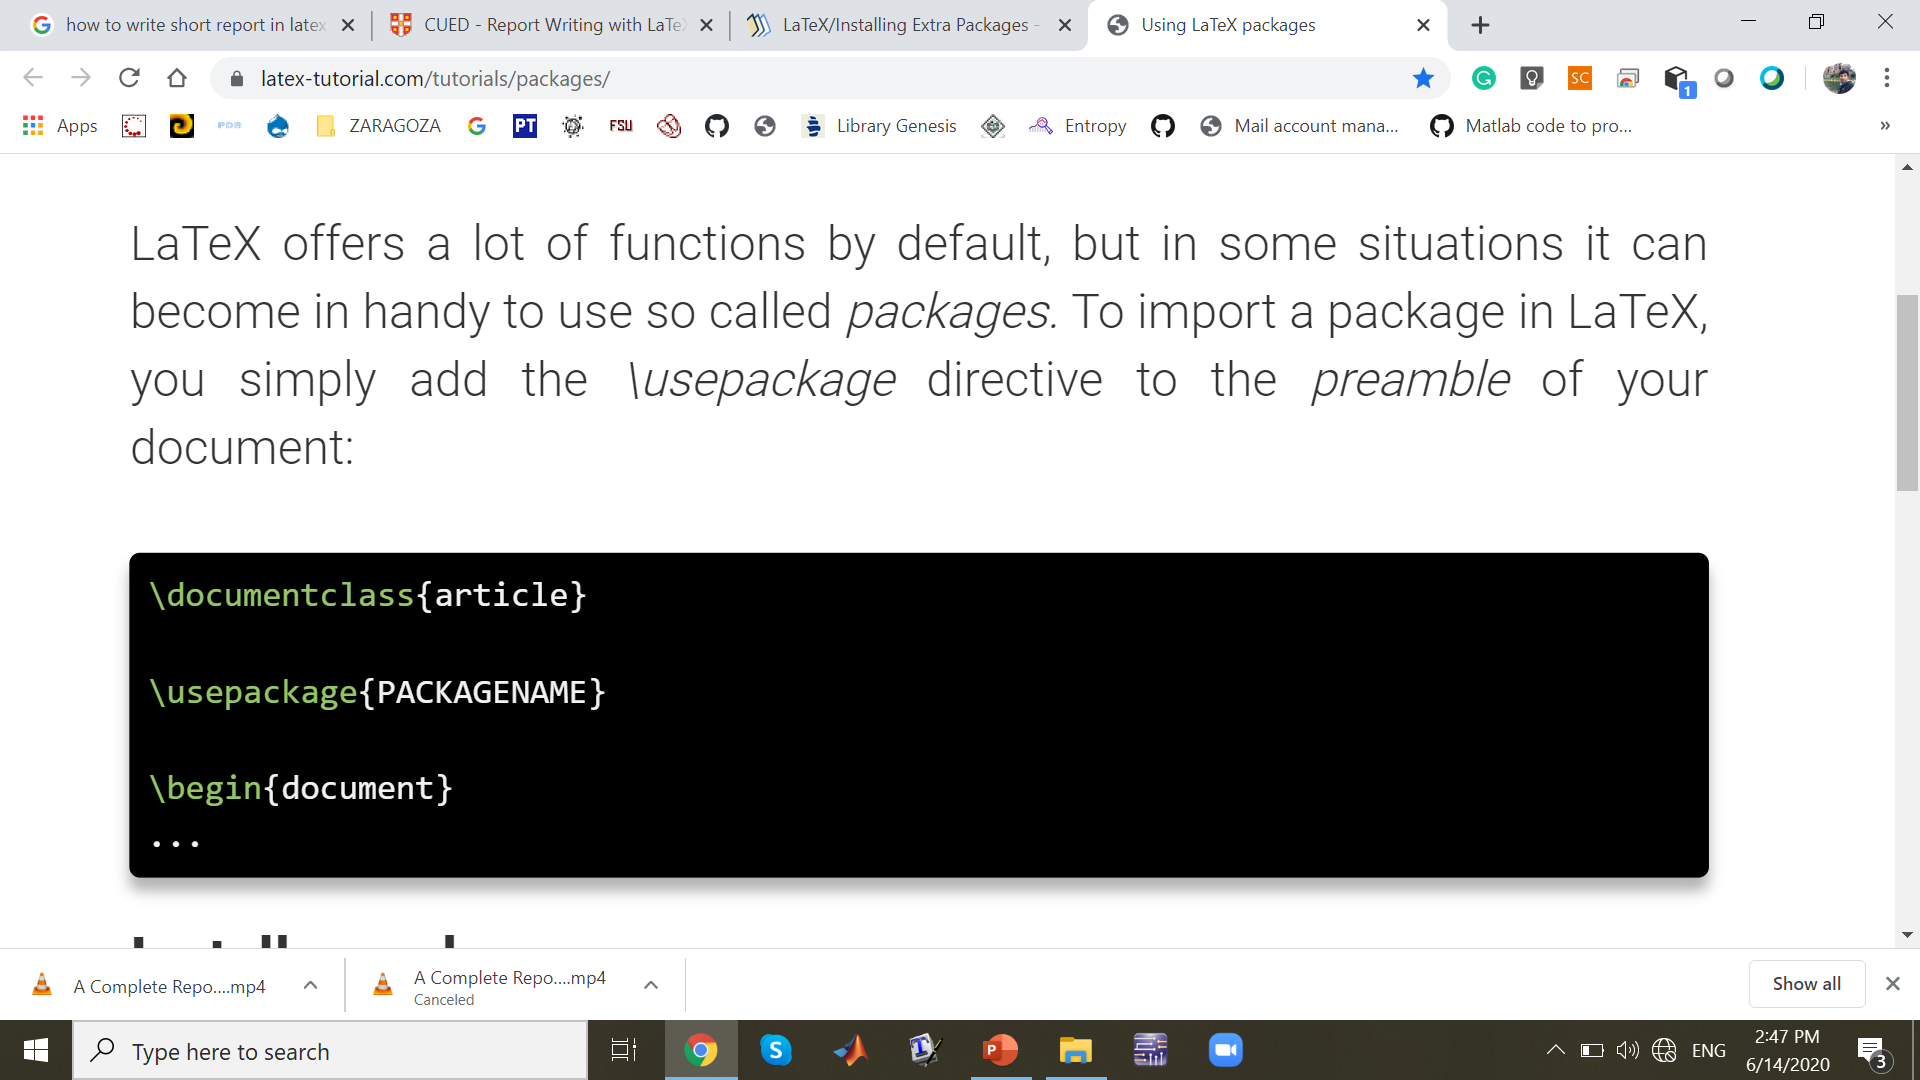 how to write short report in latex
CUED - Report Writing with LaTeX
LaTeX/Installing Extra Packages -
Using LaTeX packages
latex-tutorial.com/tutorials/packages/
SC
1
Apps
PDB
ZARAGOZA
PT
FSU
Library Genesis
Entropy
Mail account mana...
Matlab code to pro...
»
LaTeX offers a lot of functions by default, but in some situations it can
become in handy to use so called packages. To import a package in LaTeX,
you simply add the \usepackage directive to the preamble of your
document:
\documentclass{article}
\usepackage{PACKAGENAME}
\begin{document}
...
A Complete Repo....mp4
A Complete Repo....mp4
Canceled
Show all
Type here to search
ENG
2:47 PM
6/14/2020
3